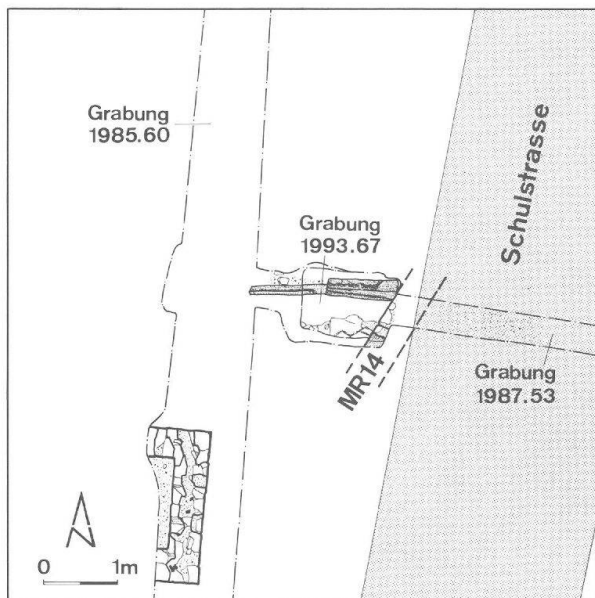 Grabung
1985.60
Schulstrasse
Grabung
1993.67
MR14
Grabung
1987.53
N
0 1m